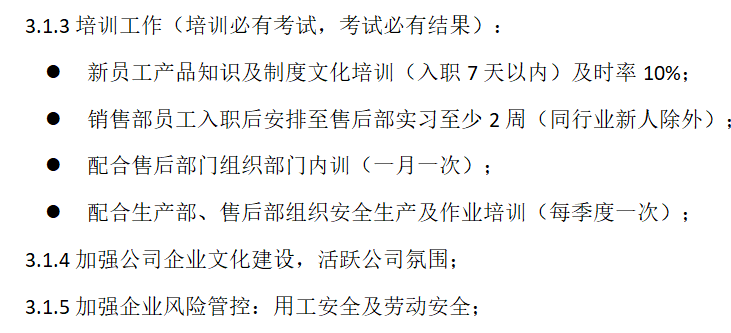 3.1.3 培训工作（培训必有考试，考试必有结果）：
● 新员工产品知识及制度文化培训（入职 7 天以内）及时率 10%；
● 销售部员工入职后安排至售后部实习至少 2 周（同行业新人除外）；
● 配合售后部门组织部门内训（一月一次）；
● 配合生产部、售后部组织安全生产及作业培训（每季度一次）；
3.1.4 加强公司企业文化建设，活跃公司氛围；
3.1.5 加强企业风险管控：用工安全及劳动安全；